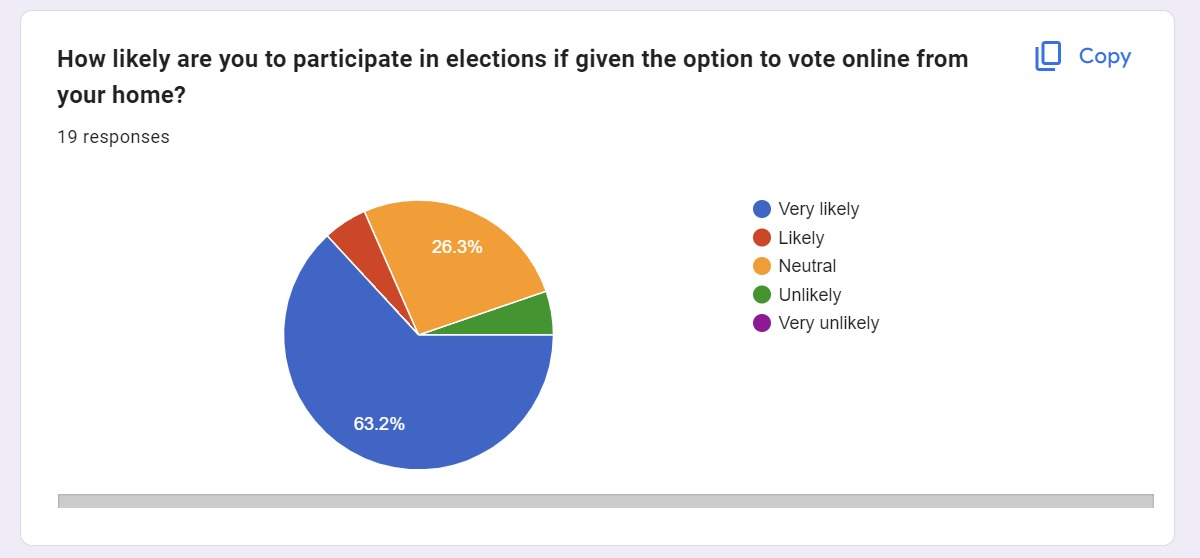 How likely are you to participate in elections if given the option to vote online from
your home?
Copy
19 responses
26.3%
63.2%
Very likely
Likely
Neutral
Unlikely
Very unlikely